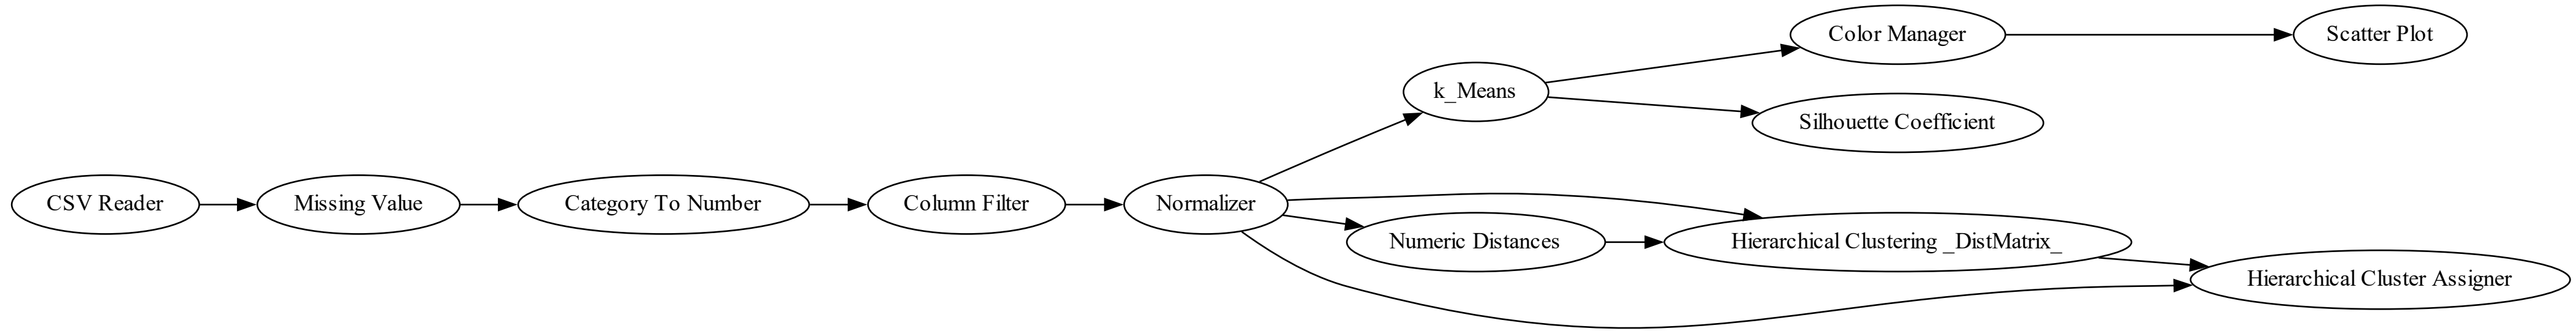 CSV Reader
Missing Value
Category To Number
Column Filter
Normalizer
k_Means
Color Manager
Scatter Plot
Silhouette Coefficient
Numeric Distances
Hierarchical Clustering _DistMatrix_
Hierarchical Cluster Assigner